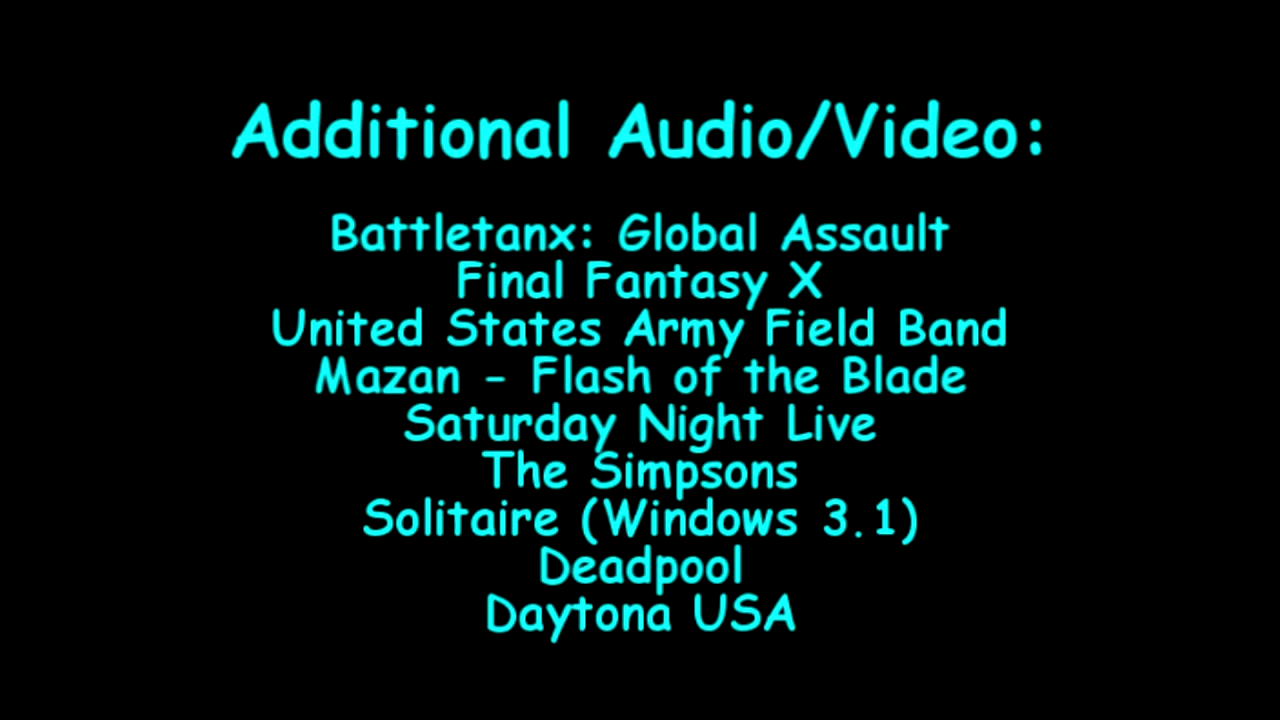 Additional Audio/Video:
Battletanx: Global Assault
Final Fantasy X
United States Army Field Band
Mazan - Flash of the Blade
Saturday Night Live
The Simpsons
Solitaire (Windows 3.1)
Deadpool
Daytona USA